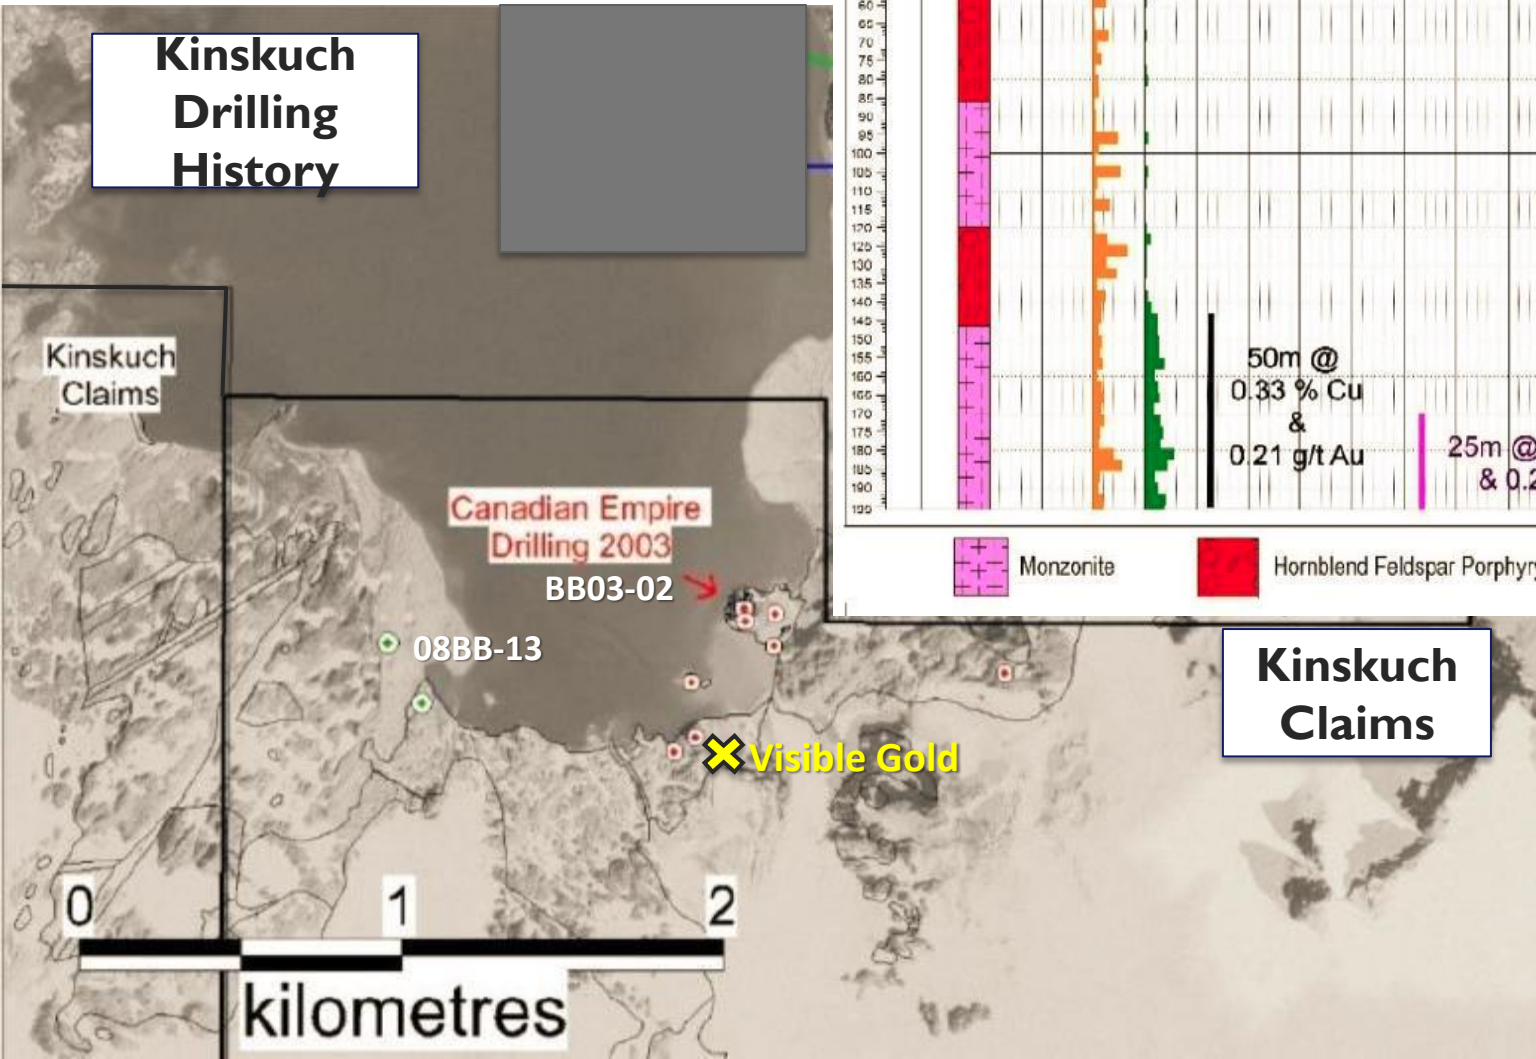 Kinskuch
Drilling
History
60
65
70
75
80
85
90
95
100
105
110
115
120
125
130
135
140
145
150
155
160
165
170
175
180
185
190
195
50m @
0.33 % Cu
&
0.21 g/t Au
25m @
& 0.2
Monzonite
Hornblend Feldspar Porphyry
Kinskuch
Claims
Canadian Empire
Drilling 2003
BB03-02
08BB-13
Kinskuch
Claims
Visible Gold
0 1 2
kilometres